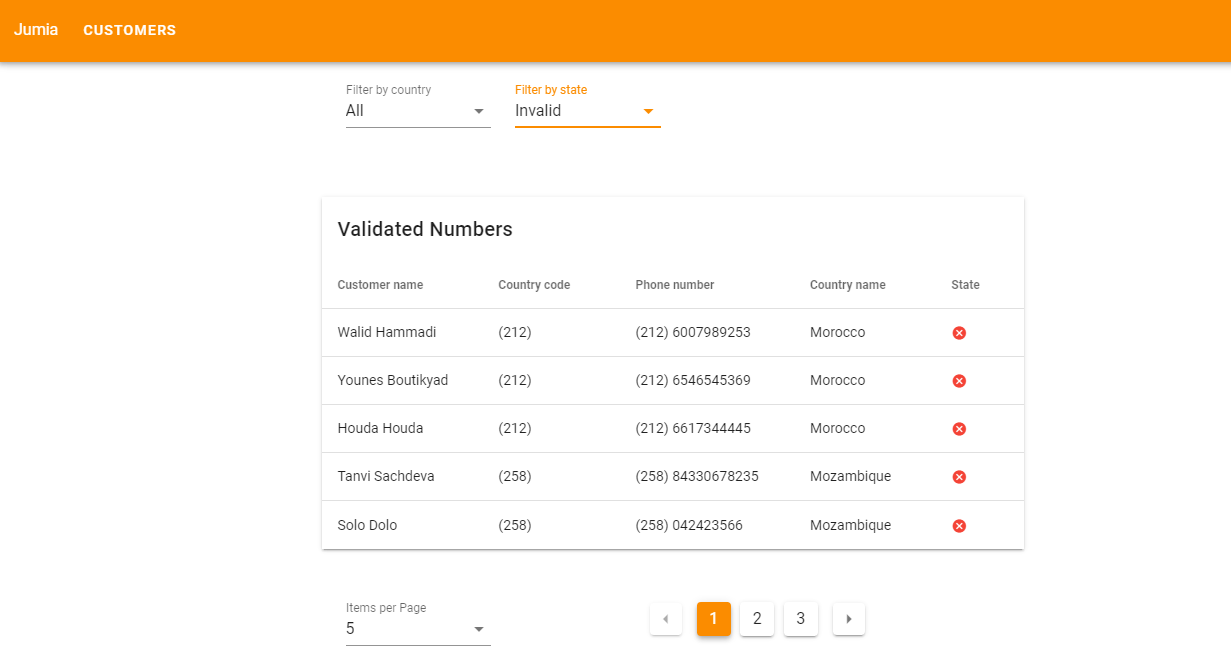 Jumia CUSTOMERS
Filter by country Filter by state
All Invalid
Validated Numbers
Customer name Country code Phone number Country name State
Walid Hammadi (212) (212) 6007989253 Morocco
Younes Boutikyad (212) (212) 6546545369 Morocco
Houda Houda (212) (212) 6617344445 Morocco
Tanvi Sachdeva (258) (258) 84330678235 Mozambique
Solo Dolo (258) (258) 042423566 Mozambique
Items per Page
5 1 2 3